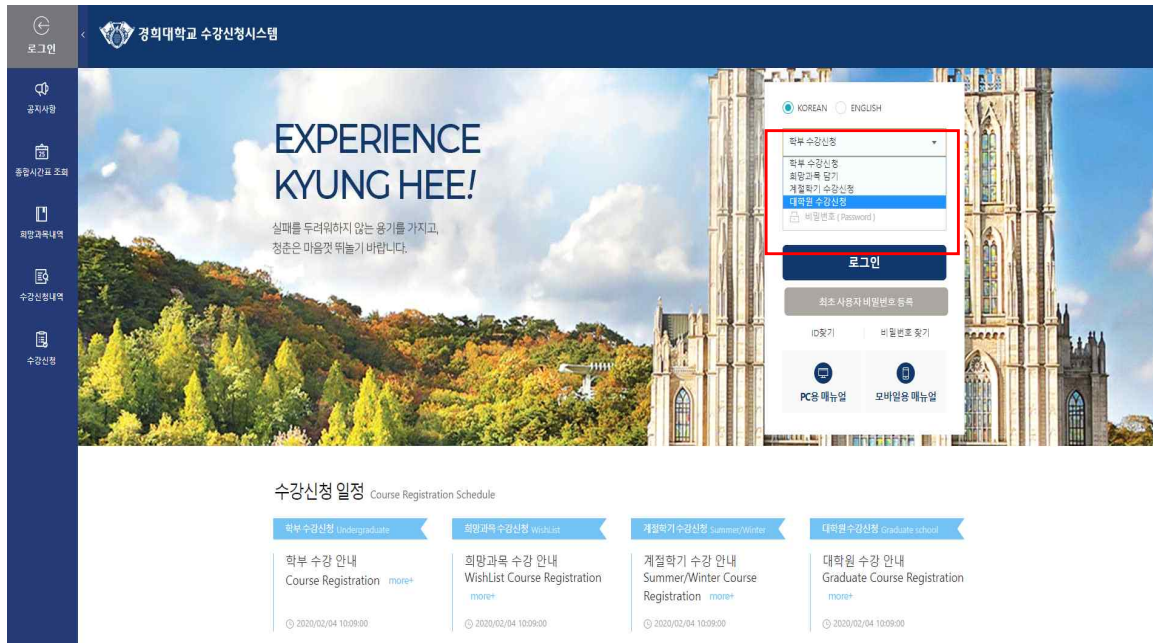 로그인
경희대학교 수강신청시스템
공지사항
종합시간표 조회
희망과목내역
수강신청내역
수강신청
EXPERIENCE
KYUNG HEE!
실패를 두려워하지 않는 용기를 가지고,
청춘은 마음껏 뛰놀기 바랍니다.
KOREAN ENGLISH
학부 수강신청
학부 수강신청
희망과목 담기
계절학기 수강신청
대학원 수강신청
비밀번호 ( Password )
로그인
최초 사용자 비밀번호 등록
ID찾기 비밀번호 찾기
PC용 매뉴얼 모바일용 매뉴얼
수강신청 일정 Course Registration Schedule
학부 수강신청 Undergraduate
학부 수강 안내
Course Registration more+
2020/02/04 10:09:00
희망과목 수강신청 WishList
희망과목 수강 안내
WishList Course Registration
more+
2020/02/04 10:09:00
계절학기 수강신청 Summer/Winter
계절학기 수강 안내
Summer/Winter Course
Registration more+
2020/02/04 10:09:00
대학원 수강신청 Graduate school
대학원 수강 안내
Graduate Course Registration
more+
2020/02/04 10:09:00